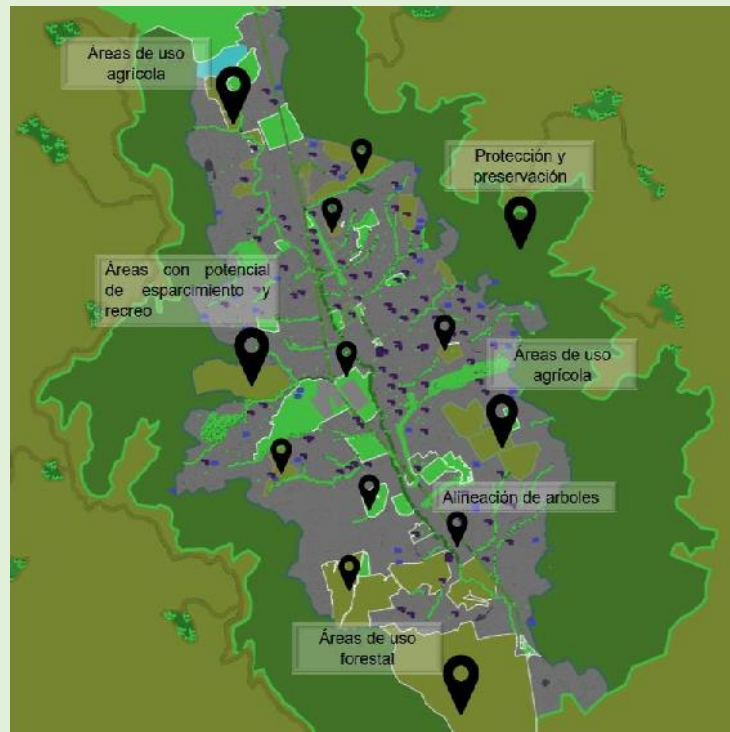 Áreas de uso
agrícola
Protección y
preservación
Áreas con potencial
de esparcimiento y
recreo
Áreas de uso
agrícola
Alineación de arboles
Áreas de uso
forestal